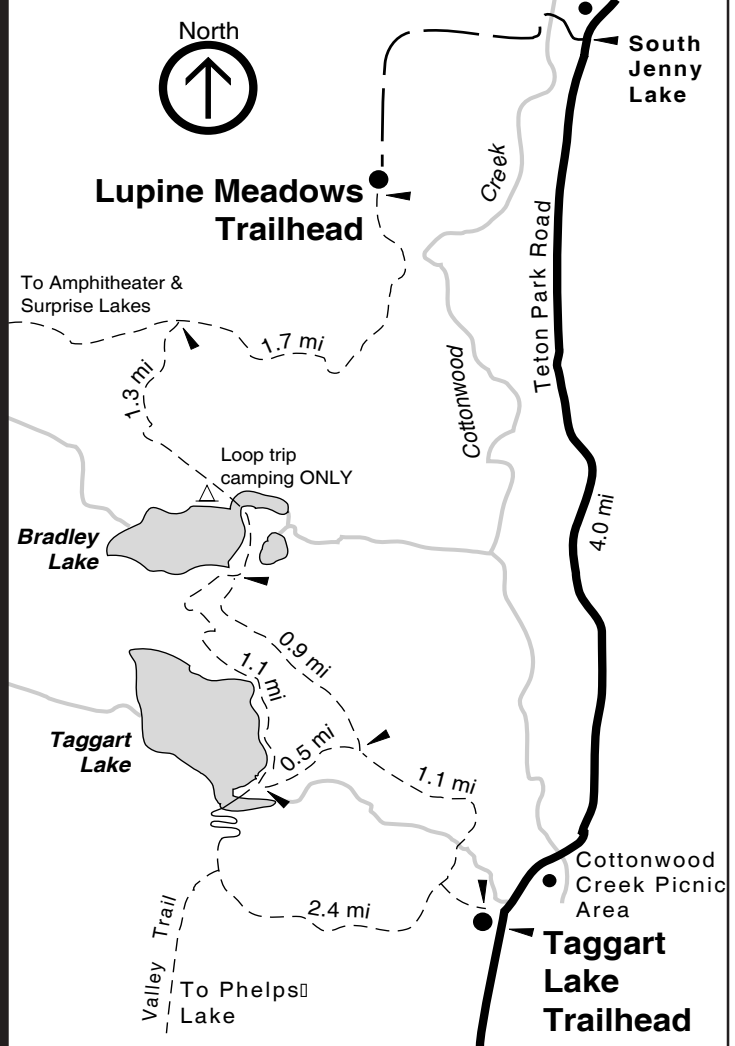 North
South
Jenny
Lake
Creek
Lupine Meadows
Trailhead
Teton Park Road
To Amphitheater &
Surprise Lakes
1.7 mi
1.3 mi
Cottonwood
Loop trip
camping ONLY
4.0 mi
Bradley
Lake
0.9 mi
1.1 mi
Taggart
Lake
0.5 mi
1.1 mi
Cottonwood
Creek Picnic
Area
2.4 mi
Taggart
Lake
Trailhead
Valley Trail
To Phelps▯
Lake